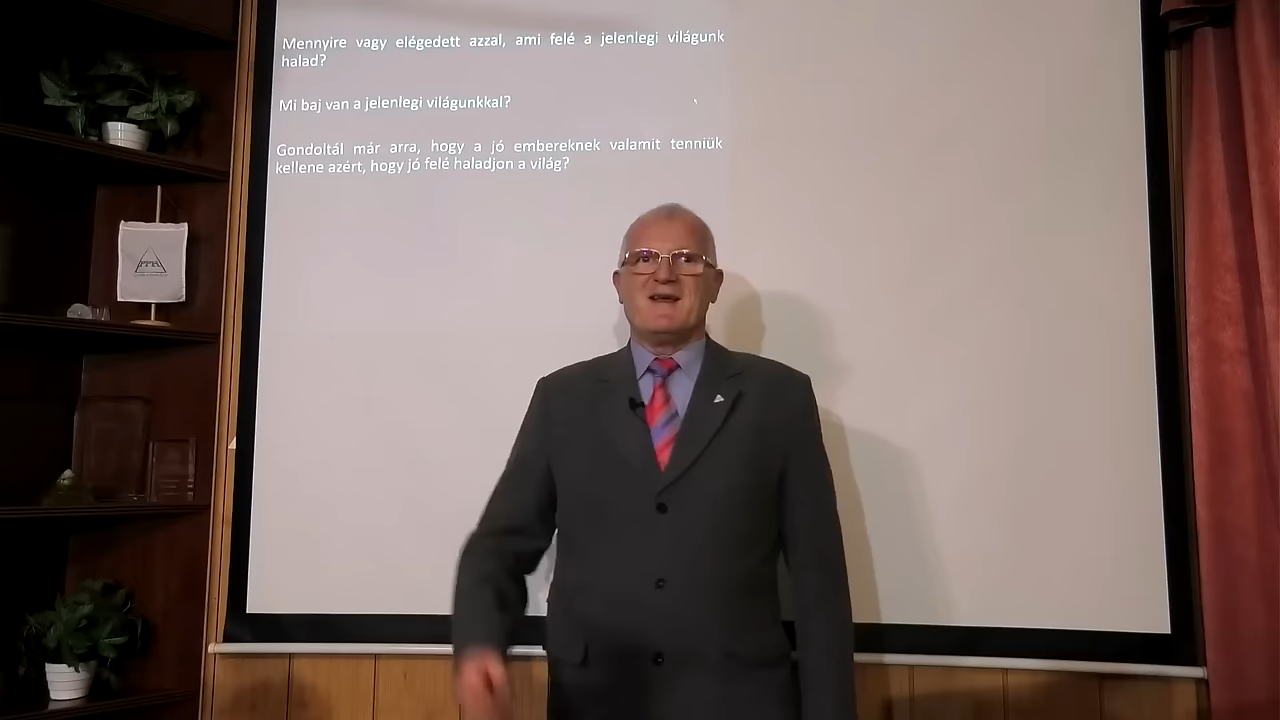 Mennyire vagy elégedett azzal, ami felé a jelenlegi világunk
halad?
Mi baj van a jelenlegi világunkkal?
Gondoltál már arra, hogy a jó embereknek valamit tenniük
kellene azért, hogy jó felé haladjon a világ?